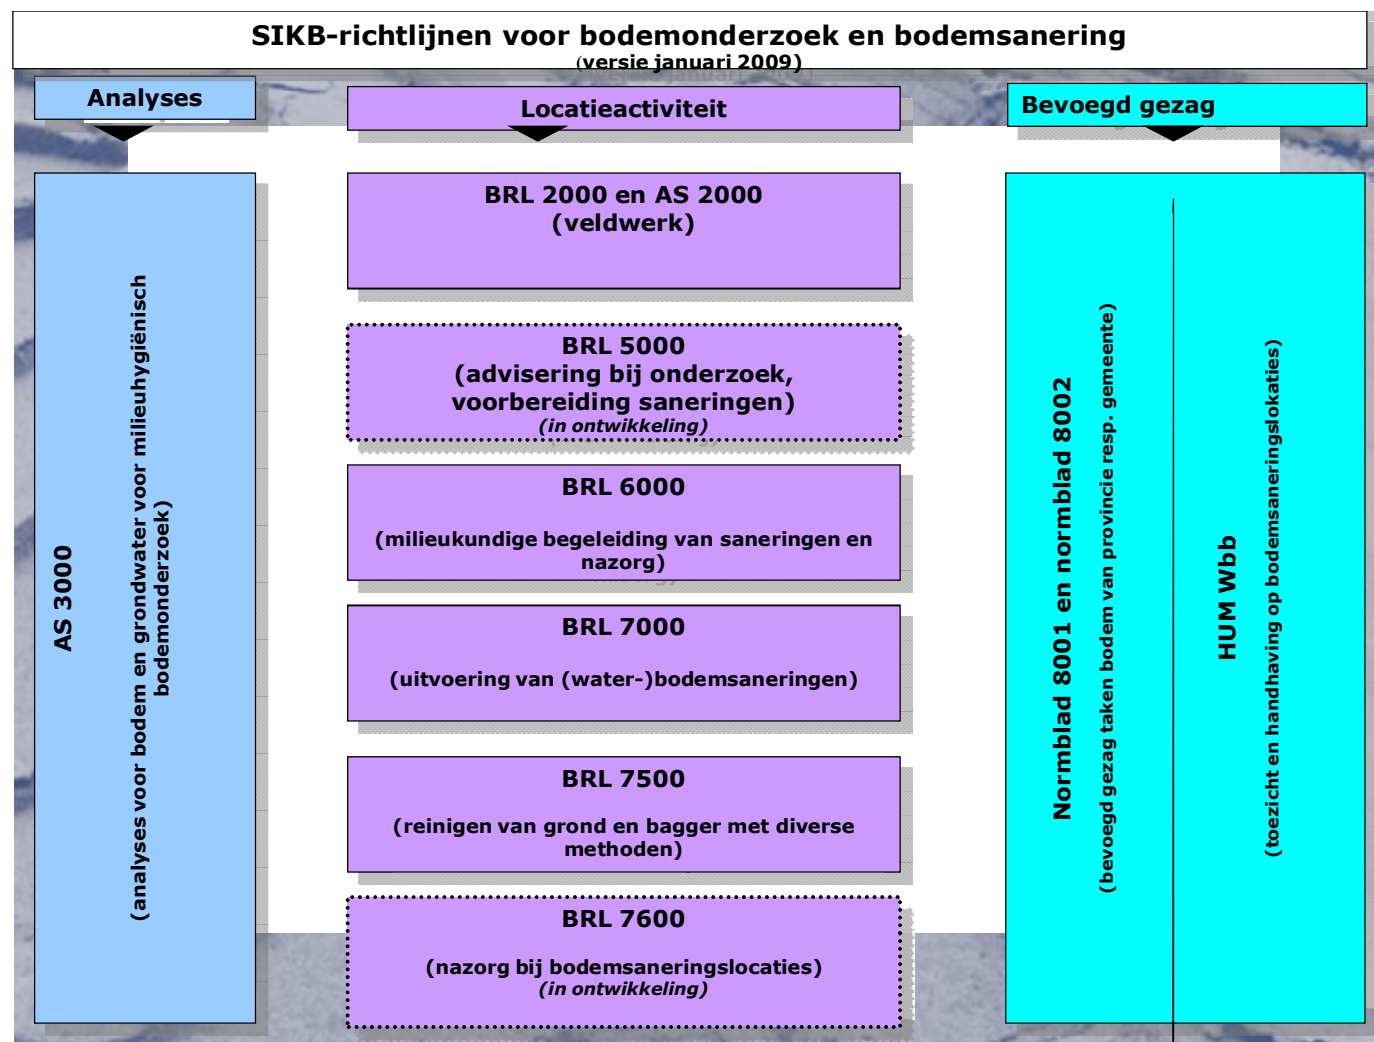 SIKB-richtlijnen voor bodemonderzoek en bodemsanering
(versie januari 2009)
Analyses
Locatieactiviteit
Bevoegd gezag
AS 3000
(analyses voor bodem en grondwater voor milieuhygiënisch
bodemonderzoek)
BRL 2000 en AS 2000
(veldwerk)
BRL 5000
(advisering bij onderzoek,
voorbereiding saneringen)
(in ontwikkeling)
BRL 6000
(milieukundige begeleiding van saneringen en
nazorg)
BRL 7000
(uitvoering van (water-)bodemsaneringen)
BRL 7500
(reinigen van grond en bagger met diverse
methoden)
BRL 7600
(nazorg bij bodemsaneringslocaties)
(in ontwikkeling)
Normblad 8001 en normblad 8002
(bevoegd gezag taken bodem van provincie resp. gemeente)
HUM Wbb
(toezicht en handhaving op bodemsaneringslokaties)